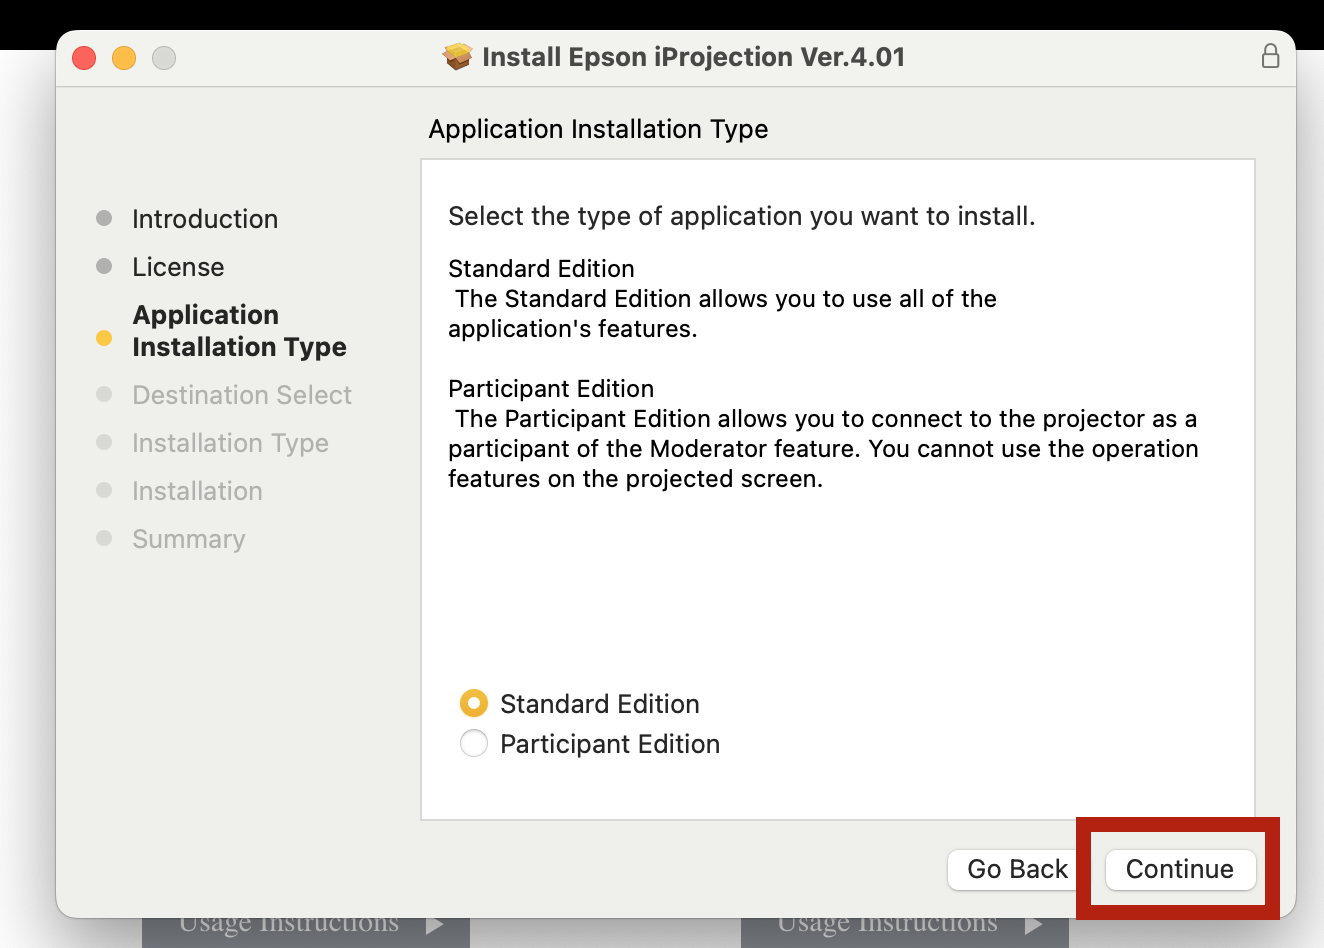 Install Epson iProjection Ver.4.01
Application Installation Type
Introduction
License
Application
Installation Type
Destination Select
Installation Type
Installation
Summary
Select the type of application you want to install.
Standard Edition
The Standard Edition allows you to use all of the
application's features.
Participant Edition
The Participant Edition allows you to connect to the projector as a
participant of the Moderator feature. You cannot use the operation
features on the projected screen.
Standard Edition
Participant Edition
Go Back
Continue
Usage Instructions
Usage Instructions